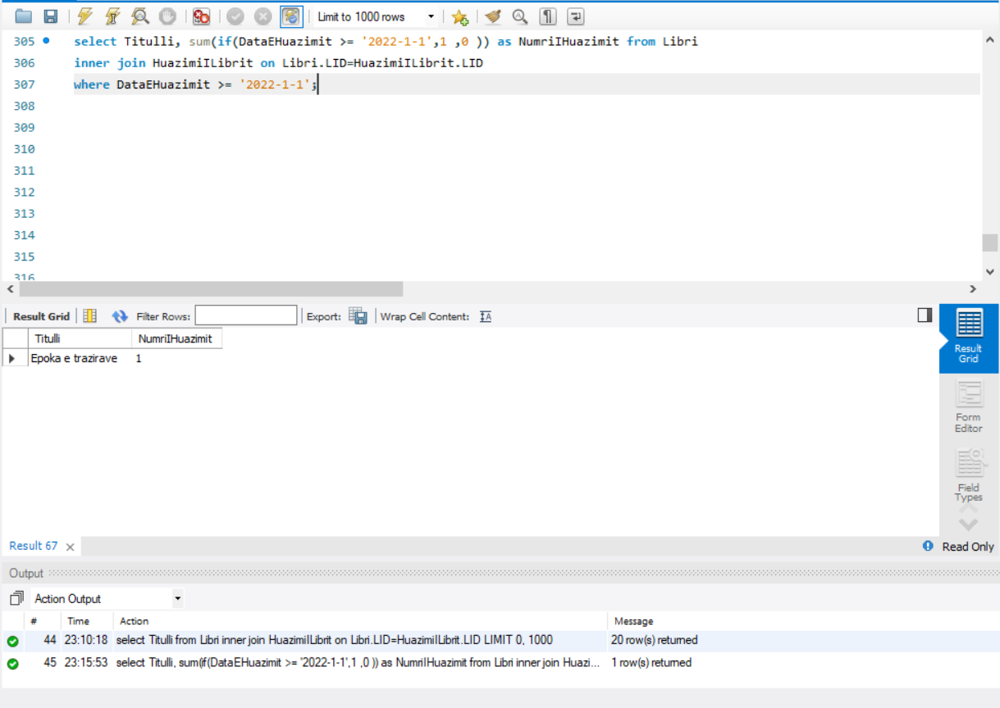 Limit to 1000 rows
305 select Titulli, sum(if(DataEHuazimit >= '2022-1-1',1 ,0 )) as NumriIHuazimit from Libri
306 inner join HuazimiILibrit on Libri.LID=HuazimiILibrit.LID
307 where DataEHuazimit >= '2022-1-1';
308
309
310
311
312
313
314
315
316
Result Grid Filter Rows: Export: Wrap Cell Content: IA
Titulli NumriIHuazimit
Epoka e trazirave 1
Result
Grid
Form
Editor
Field
Types
Result 67 Read Only
Output
Action Output
# Time Action Message
44 23:10:18 select Titulli from Libri inner join HuazimiILibrit on Libri.LID=HuazimiILibrit.LID LIMIT 0, 1000 20 row(s) returned
45 23:15:53 select Titulli, sum(if(DataEHuazimit >= '2022-1-1',1 ,0 )) as NumriIHuazimit from Libri inner join Huazi... 1 row(s) returned